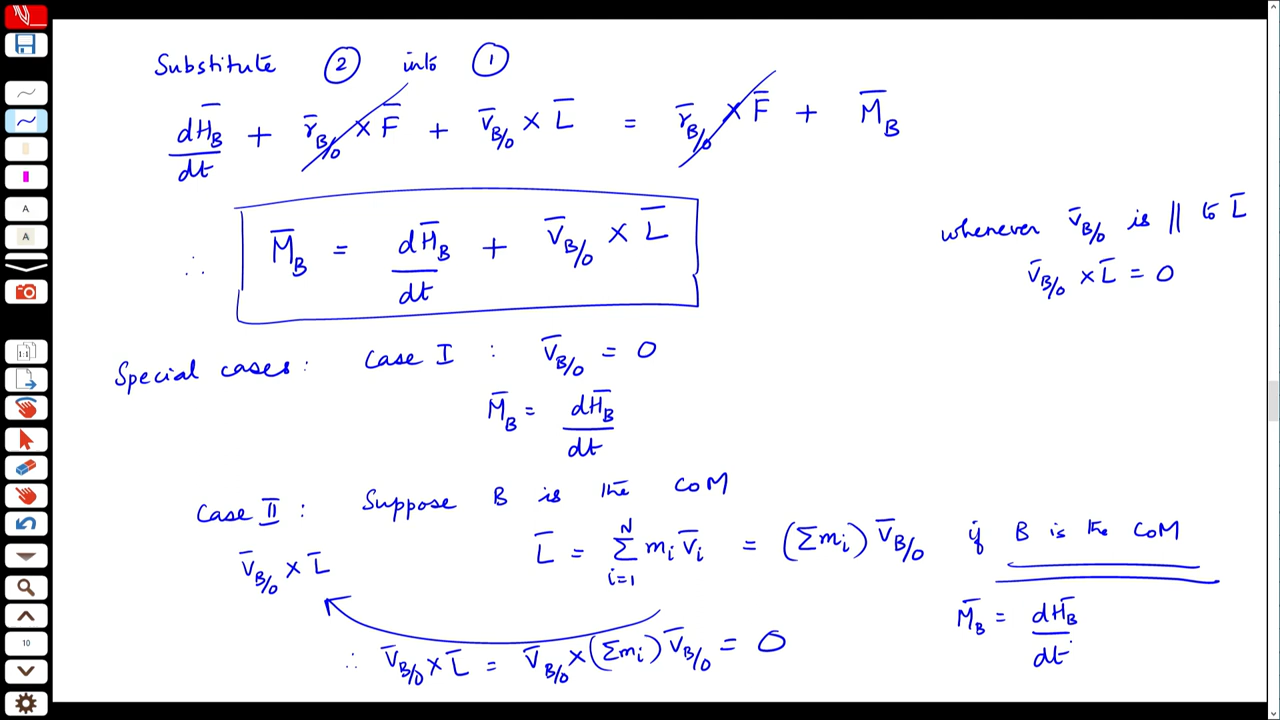 Substitute ② into ①
dH̄_B/dt + r̄_B/o × F̄ + v̄_B/o × L̄ = r̄_B/o × F̄ + M̄_B
∴ M̄_B = dH̄_B/dt + v̄_B/o × L̄
whenever v̄_B/o is || to L̄
v̄_B/o × L̄ = 0
Special cases: Case I : v̄_B/o = 0
M̄_B = dH̄_B/dt
Case II : Suppose B is the COM
L̄ = Σ_{i=1}^{N} m_i v̄_i = (Σm_i) v̄_B/o if B is the COM
v̄_B/o × L̄
∴ v̄_B/o × L̄ = v̄_B/o × (Σm_i) v̄_B/o = 0
M̄_B = dH̄_B/dt
A
A
1:1
10